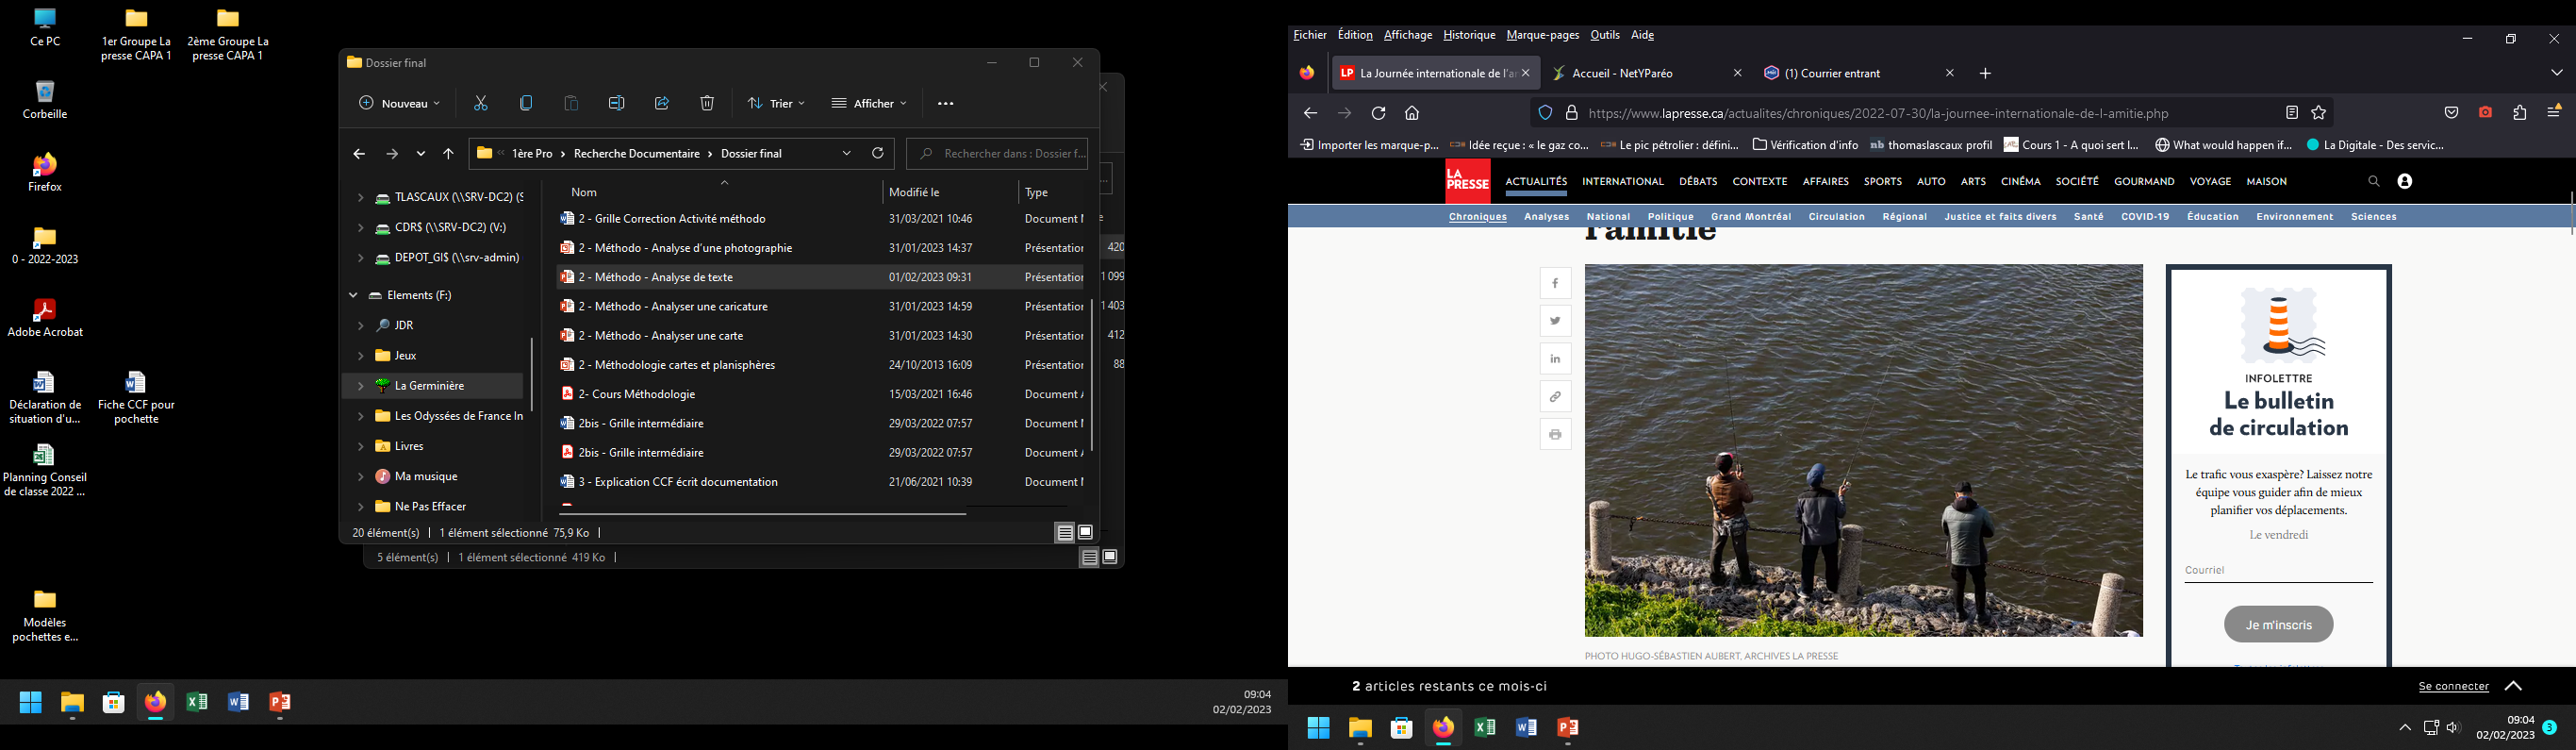 Ce PC
1er Groupe La
presse CAPA 1
2ème Groupe La
presse CAPA 1
Corbeille
Firefox
0 - 2022-2023
Adobe Acrobat
Déclaration de
situation d'u...
Fiche CCF pour
pochette
Planning Conseil
de classe 2022 ...
Modèles
pochettes e...
Dossier final
Nouveau
Trier
Afficher
1ère Pro > Recherche Documentaire > Dossier final
Rechercher dans : Dossier f...
TLASCAUX (\\SRV-DC2) (S
CDR$ (\\SRV-DC2) (V:)
DEPOT_GI$ (\\srv-admin)
Elements (F:)
JDR
Jeux
La Germinière
Les Odyssées de France In
Livres
Ma musique
Ne Pas Effacer
Nom Modifié le Type
2 - Grille Correction Activité méthodo 31/03/2021 10:46 Document M
2 - Méthodo - Analyse d'une photographie 31/01/2023 14:37 Présentation
2 - Méthodo - Analyse de texte 01/02/2023 09:31 Présentation
2 - Méthodo - Analyser une caricature 31/01/2023 14:59 Présentation
2 - Méthodo - Analyser une carte 31/01/2023 14:30 Présentation
2 - Méthodologie cartes et planisphères 24/10/2013 16:09 Présentation
2- Cours Méthodologie 15/03/2021 16:46 Document A
2bis - Grille intermédiaire 29/03/2022 07:57 Document M
2bis - Grille intermédiaire 29/03/2022 07:57 Document A
3 - Explication CCF écrit documentation 21/06/2021 10:39 Document M
420
1 099
1 403
412
88
20 élément(s) 1 élément sélectionné 75,9 Ko
5 élément(s) 1 élément sélectionné 419 Ko
09:04
02/02/2023
Fichier Édition Affichage Historique Marque-pages Outils Aide
LP La Journée internationale de l'a
Accueil - NetYParéo
(1) Courrier entrant
https://www.lapresse.ca/actualites/chroniques/2022-07-30/la-journee-internationale-de-l-amitie.php
Importer les marque-p...
Idée reçue : « le gaz co...
Le pic pétrolier : défini...
Vérification d'info
nb thomaslascaux profil
Cours 1 - A quoi sert l...
What would happen if...
La Digitale - Des servic...
LA
PRESSE
ACTUALITÉS INTERNATIONAL DÉBATS CONTEXTE AFFAIRES SPORTS AUTO ARTS CINÉMA SOCIÉTÉ GOURMAND VOYAGE MAISON
Chroniques Analyses National Politique Grand Montréal Circulation Régional Justice et faits divers Santé COVID-19 Éducation Environnement Sciences
l'amitié
PHOTO HUGO-SÉBASTIEN AUBERT, ARCHIVES LA PRESSE
INFOLETTRE
Le bulletin
de circulation
Le trafic vous exaspère? Laissez notre
équipe vous guider afin de mieux
planifier vos déplacements.
Le vendredi
Courriel
Je m'inscris
2 articles restants ce mois-ci
Se connecter
09:04
02/02/2023
3